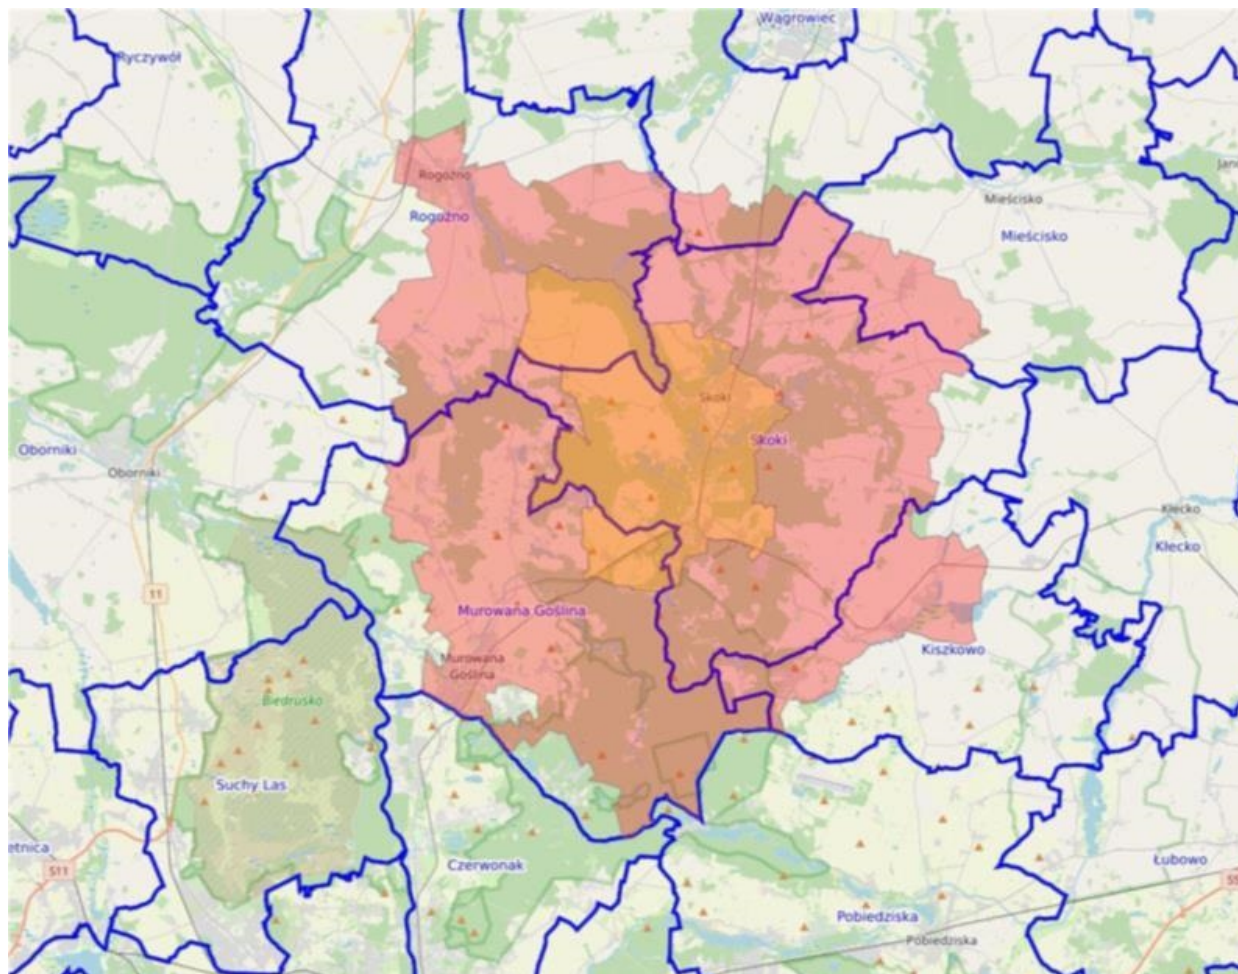 Wągrowiec
Ryczywół
Rogoźno
Rogoźno
Mieścisko
Mieścisko
Skoki
Skoki
Oborniki
Oborniki
Kłecko
Kłecko
11
Murowana Goślina
Murowana
Goślina
Kiszkowo
Biedrusko
Suchy Las
etnica
S11
Czerwonak
Łubowo
Pobiedziska
Pobiedziska